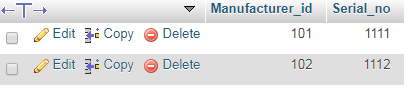 Manufacturer_id Serial_no
Edit Copy Delete 101 1111
Edit Copy Delete 102 1112